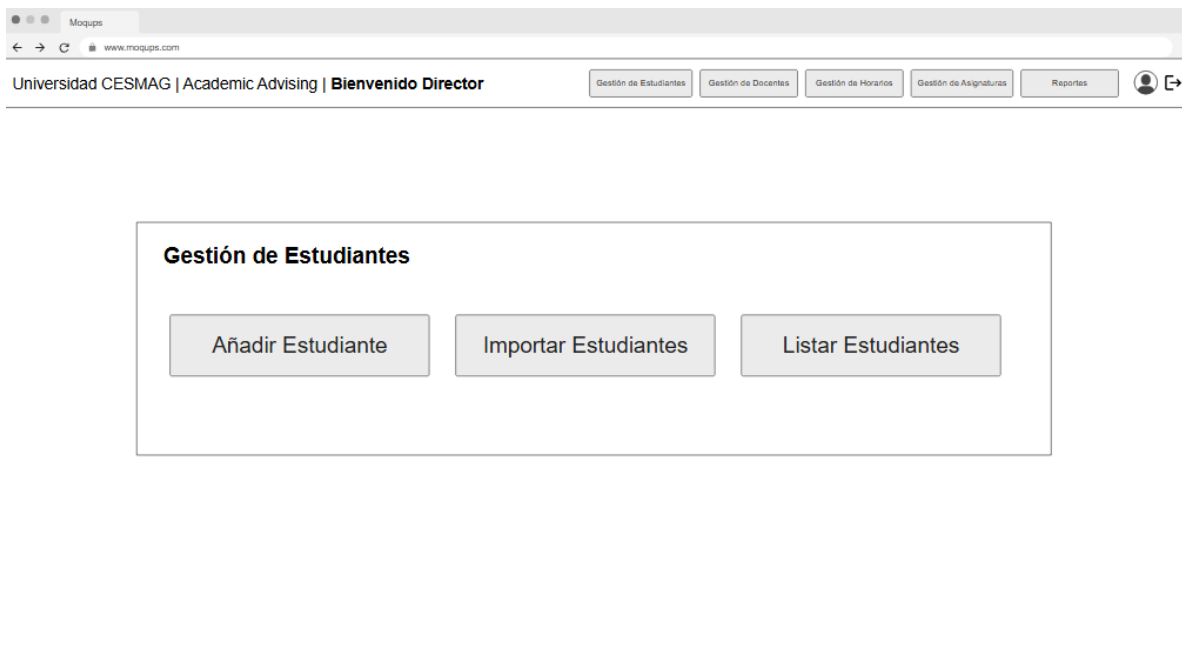 Moqups
www.moqups.com
Universidad CESMAG | Academic Advising | Bienvenido Director
Gestión de Estudiantes
Gestión de Docentes
Gestión de Horarios
Gestión de Asignaturas
Reportes
Gestión de Estudiantes
Añadir Estudiante
Importar Estudiantes
Listar Estudiantes